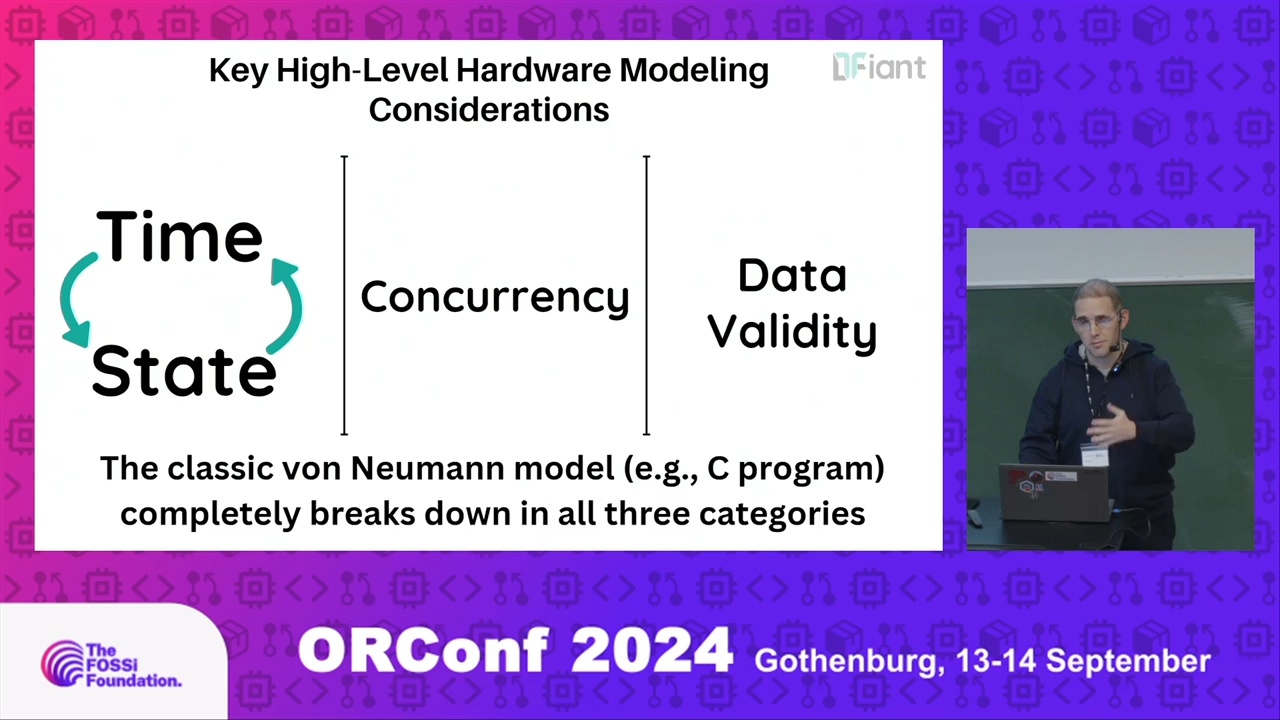 Key High-Level Hardware Modeling
Considerations
DFiant
Time
State
Concurrency
Data
Validity
The classic von Neumann model (e.g., C program)
completely breaks down in all three categories
The
FOSSi
Foundation.
ORConf 2024
Gothenburg, 13-14 September